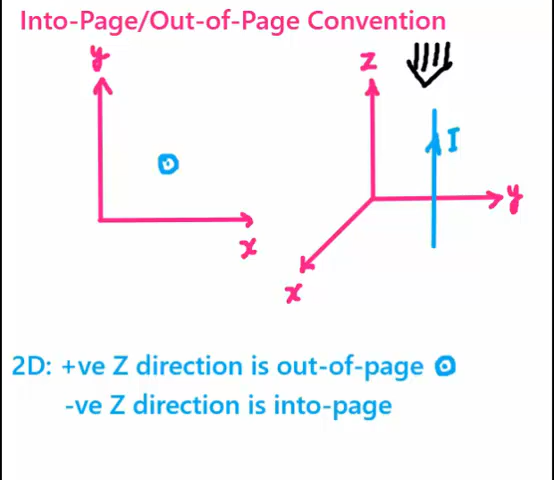 Into-Page/Out-of-Page Convention
y
x
z
I
y
x
2D: +ve Z direction is out-of-page
-ve Z direction is into-page